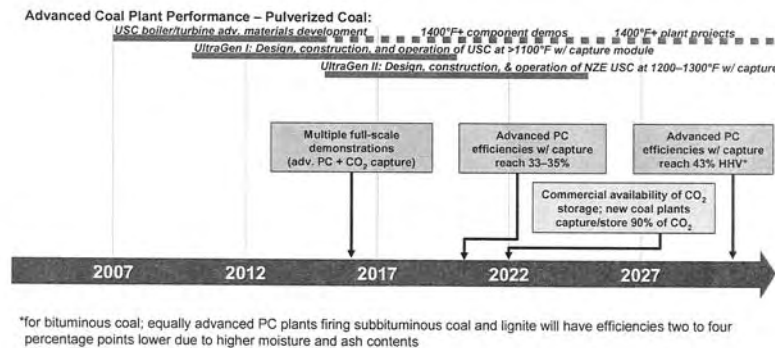 Advanced Coal Plant Performance – Pulverized Coal:
USC boiler/turbine adv. materials development
1400°F+ component demos
1400°F+ plant projects
UltraGen I: Design, construction, and operation of USC at >1100°F w/ capture module
UltraGen II: Design, construction, & operation of NZE USC at 1200–1300°F w/ capture
Multiple full-scale
demonstrations
(adv. PC + CO₂ capture)
Advanced PC
efficiencies w/ capture
reach 33–35%
Advanced PC
efficiencies w/ capture
reach 43% HHV*
Commercial availability of CO₂
storage; new coal plants
capture/store 90% of CO₂
2007
2012
2017
2022
2027
*for bituminous coal; equally advanced PC plants firing subbituminous coal and lignite will have efficiencies two to four
percentage points lower due to higher moisture and ash contents